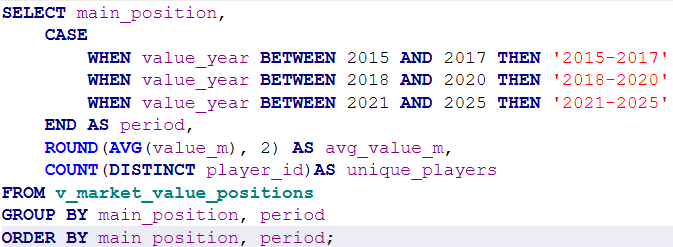 SELECT main_position,
    CASE
        WHEN value_year BETWEEN 2015 AND 2017 THEN '2015-2017'
        WHEN value_year BETWEEN 2018 AND 2020 THEN '2018-2020'
        WHEN value_year BETWEEN 2021 AND 2025 THEN '2021-2025'
    END AS period,
    ROUND(AVG(value_m), 2) AS avg_value_m,
    COUNT(DISTINCT player_id)AS unique_players
FROM v_market_value_positions
GROUP BY main_position, period
ORDER BY main_position, period;